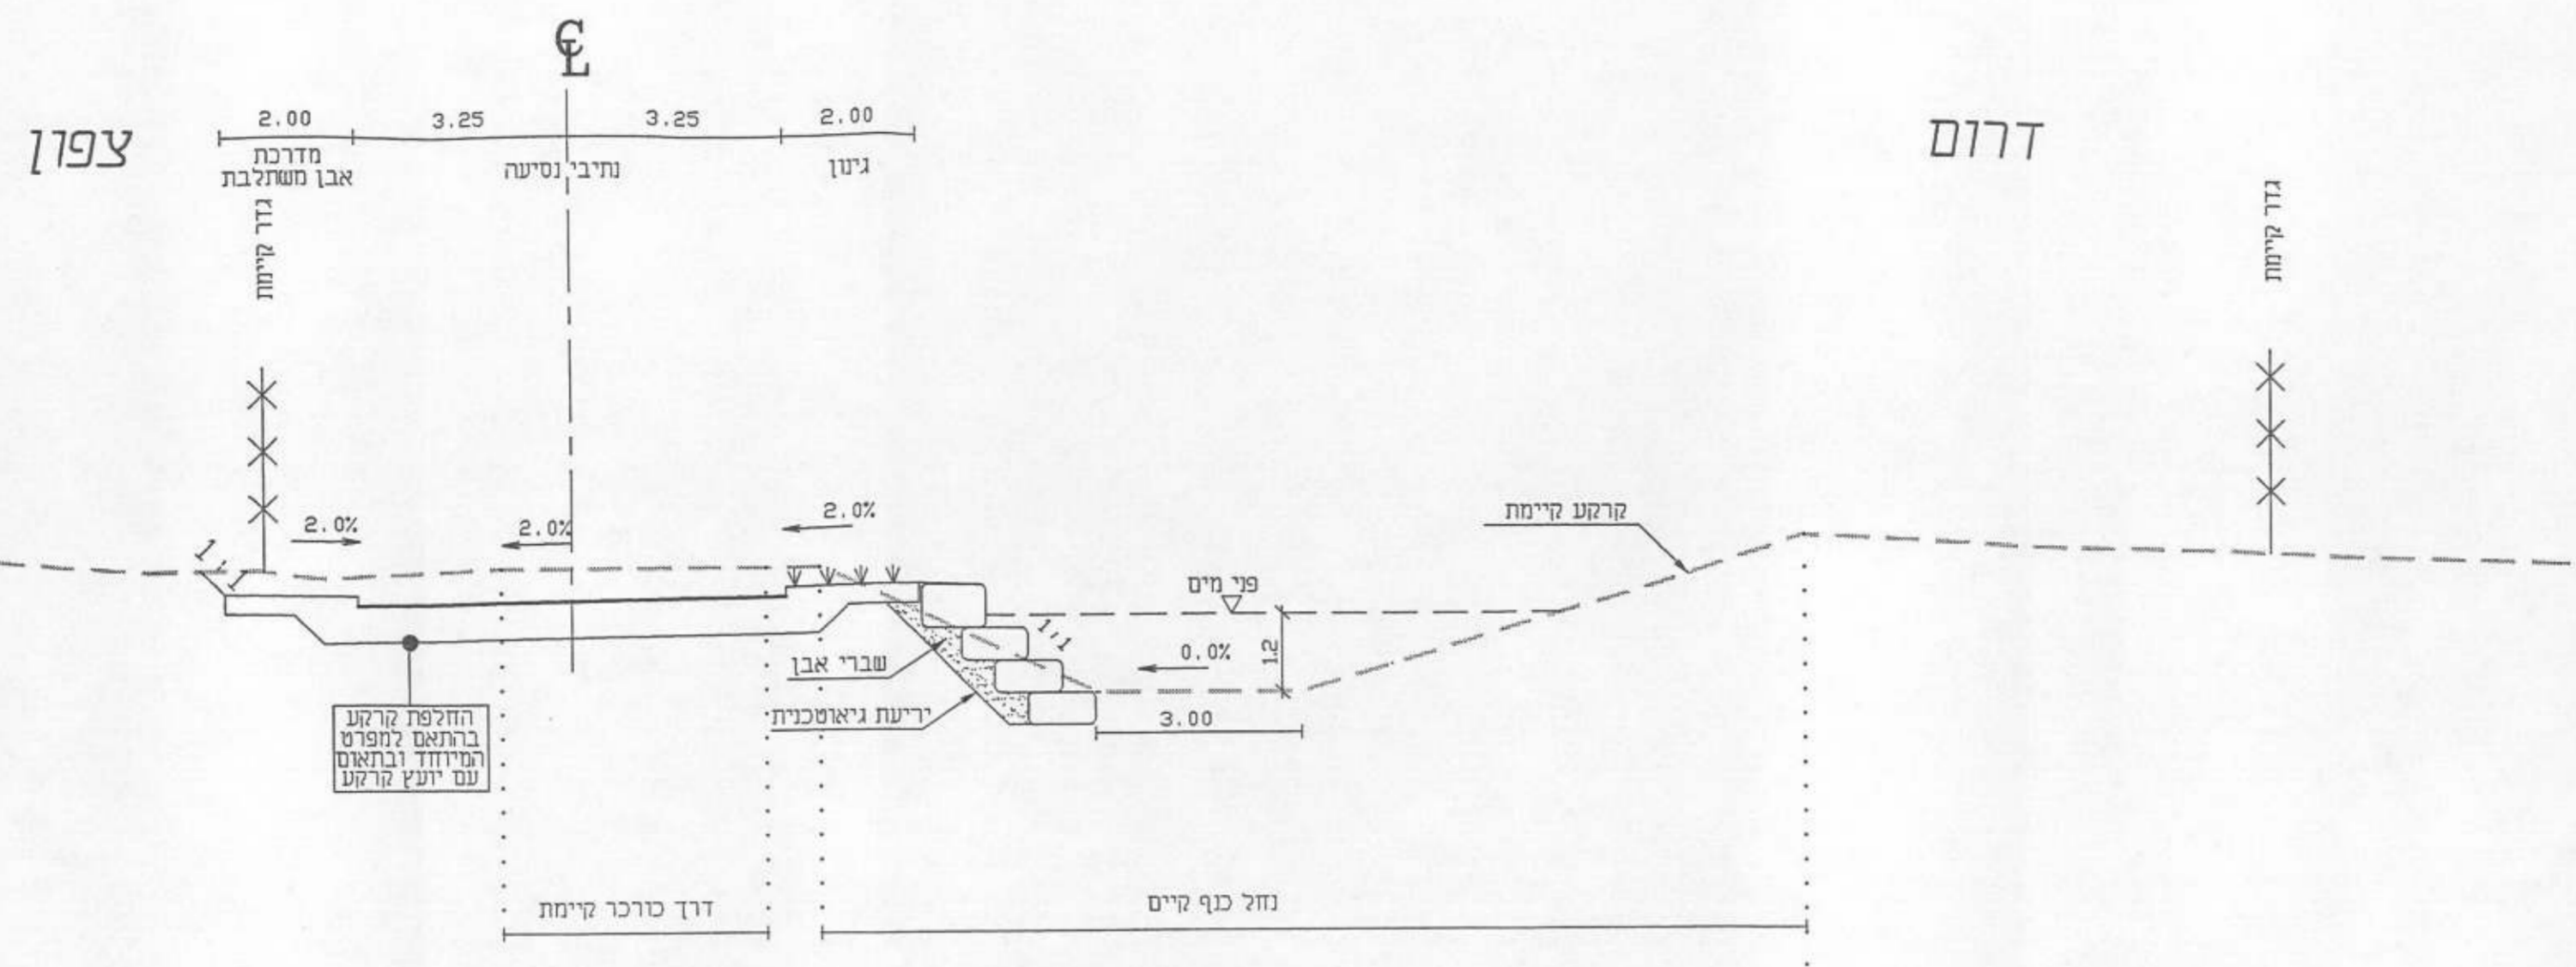 ℄
2.00
3.25
3.25
2.00
צפון
דרום
מדרכת
אבן משתלבת
נתיבי נסיעה
גינון
גדר קיימת
גדר קיימת
2.0%
2.0%
2.0%
1:1
קרקע קיימת
פני מים
1:1
0.0%
1.2
שברי אבן
יריעת גיאוטכנית
3.00
החלפת קרקע
בהתאם למפרט
המיוחד ובתאום
עם יועץ קרקע
דרך כורכר קיימת
נחל כנף קיים